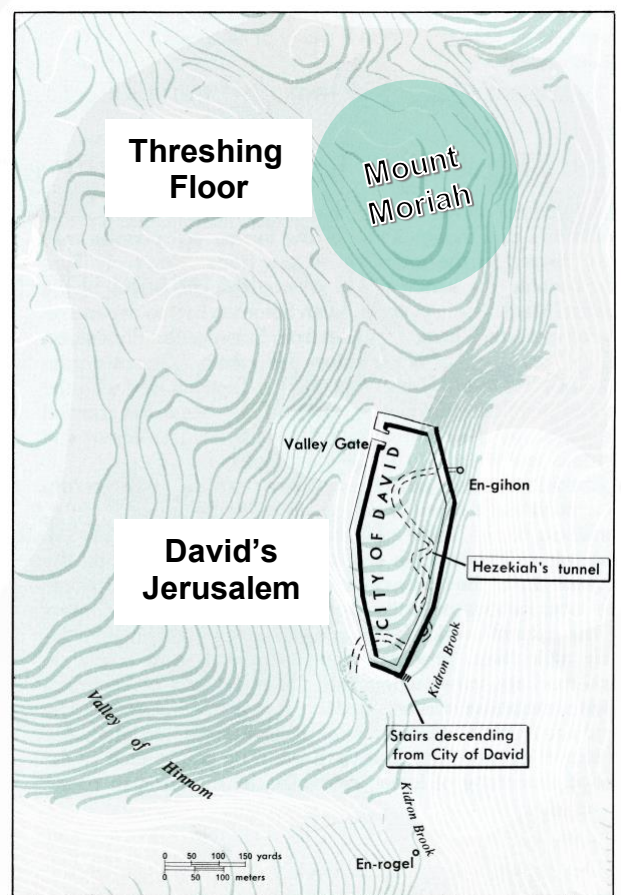 Threshing
Floor
Mount
Moriah
Valley Gate
CITY OF DAVID
En-gihon
David's
Jerusalem
Hezekiah's tunnel
Kidron Brook
Valley of Hinnom
Stairs descending
from City of David
Kidron Brook
0 50 100 150 yards
0 50 100 meters
En-rogel